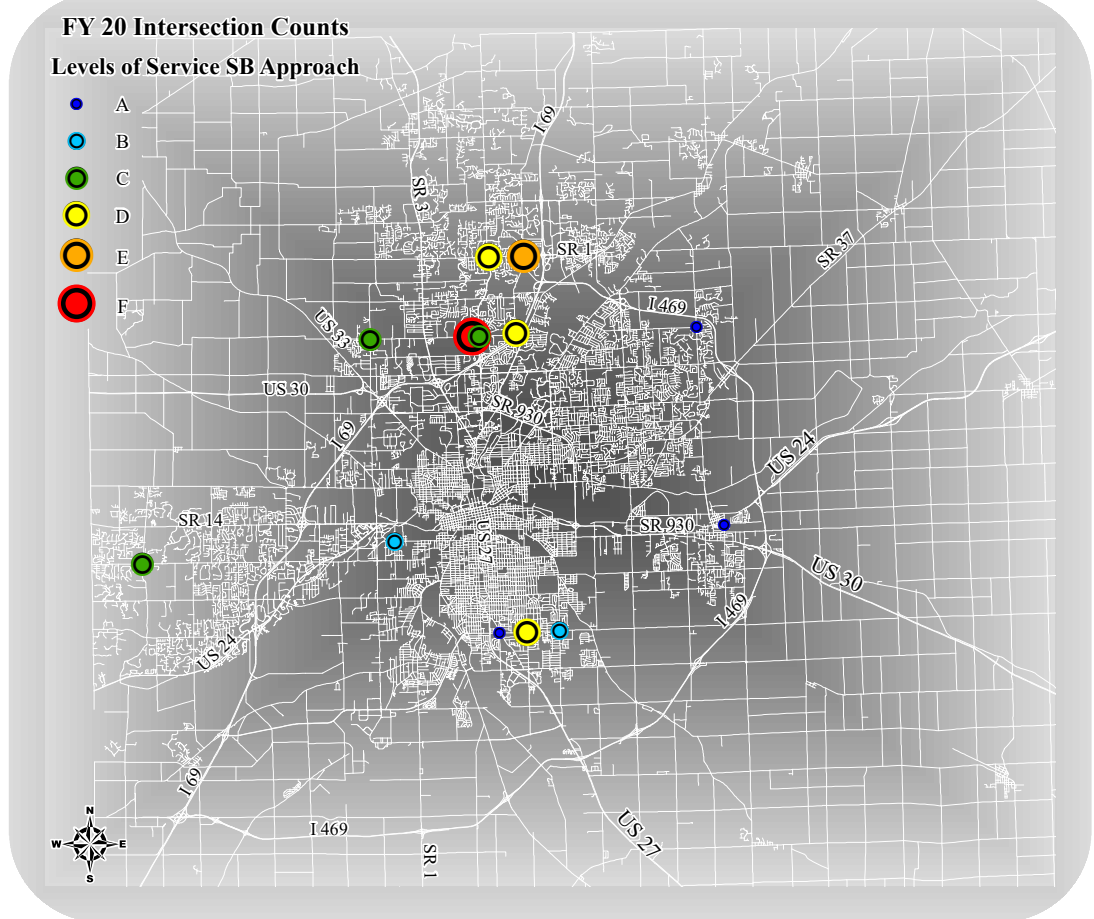 FY 20 Intersection Counts
Levels of Service SB Approach
A
B
C
D
E
F
I 69
SR 3
SR 1
SR 37
I 469
US 33
US 30
SR 930
I 69
US 24
SR 14
US 27
SR 930
US 30
I 469
US 24
I 69
I 469
SR 1
US 27
N
W
E
S